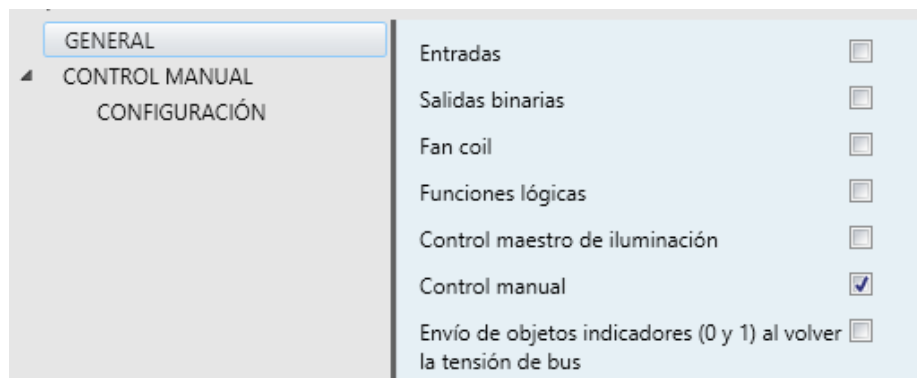 GENERAL
CONTROL MANUAL
CONFIGURACIÓN
Entradas
Salidas binarias
Fan coil
Funciones lógicas
Control maestro de iluminación
Control manual
Envío de objetos indicadores (0 y 1) al volver
la tensión de bus